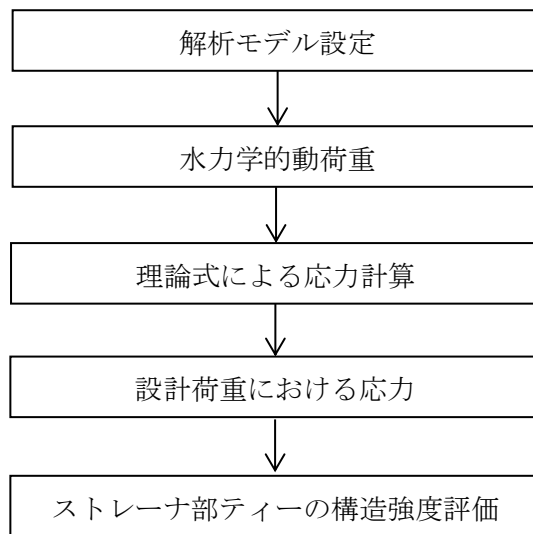 解析モデル設定
水力学的動荷重
理論式による応力計算
設計荷重における応力
ストレーナ部ティーの構造強度評価